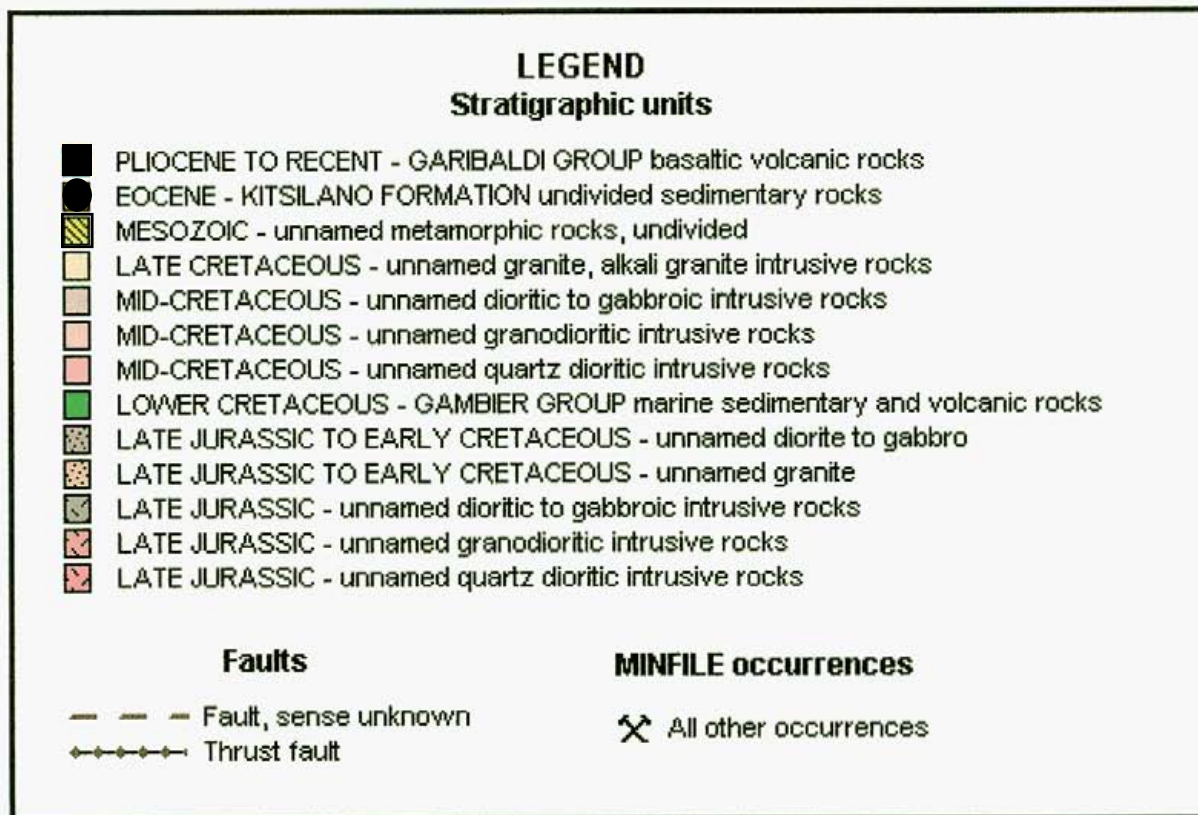 LEGEND
Stratigraphic units
PLIOCENE TO RECENT - GARIBALDI GROUP basaltic volcanic rocks
EOCENE - KITSILANO FORMATION undivided sedimentary rocks
MESOZOIC - unnamed metamorphic rocks, undivided
LATE CRETACEOUS - unnamed granite, alkali granite intrusive rocks
MID-CRETACEOUS - unnamed dioritic to gabbroic intrusive rocks
MID-CRETACEOUS - unnamed granodioritic intrusive rocks
MID-CRETACEOUS - unnamed quartz dioritic intrusive rocks
LOWER CRETACEOUS - GAMBIER GROUP marine sedimentary and volcanic rocks
LATE JURASSIC TO EARLY CRETACEOUS - unnamed diorite to gabbro
LATE JURASSIC TO EARLY CRETACEOUS - unnamed granite
LATE JURASSIC - unnamed dioritic to gabbroic intrusive rocks
LATE JURASSIC - unnamed granodioritic intrusive rocks
LATE JURASSIC - unnamed quartz dioritic intrusive rocks
Faults
Fault, sense unknown
Thrust fault
MINFILE occurrences
All other occurrences